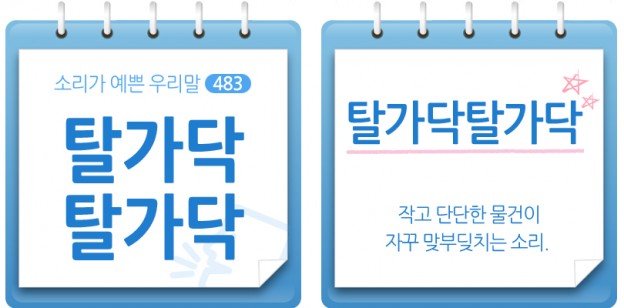 소리가 예쁜 우리말 483
탈가닥
탈가닥
탈가닥탈가닥
작고 단단한 물건이
자꾸 맞부딪치는 소리.